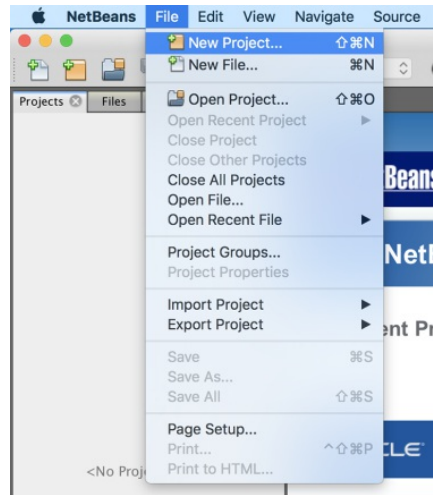 NetBeans File Edit View Navigate Source
New Project... ⇧⌘N
New File... ⌘N
Projects Files
Open Project... ⇧⌘O
Open Recent Project
Close Project
Close Other Projects
Close All Projects
Open File...
Open Recent File
Project Groups...
Project Properties
Import Project
Export Project
Save ⌘S
Save As...
Save All ⇧⌘S
Page Setup...
Print... ^⇧⌘P
Print to HTML...
Beans
Net
ent Pr
CLE
<No Proj